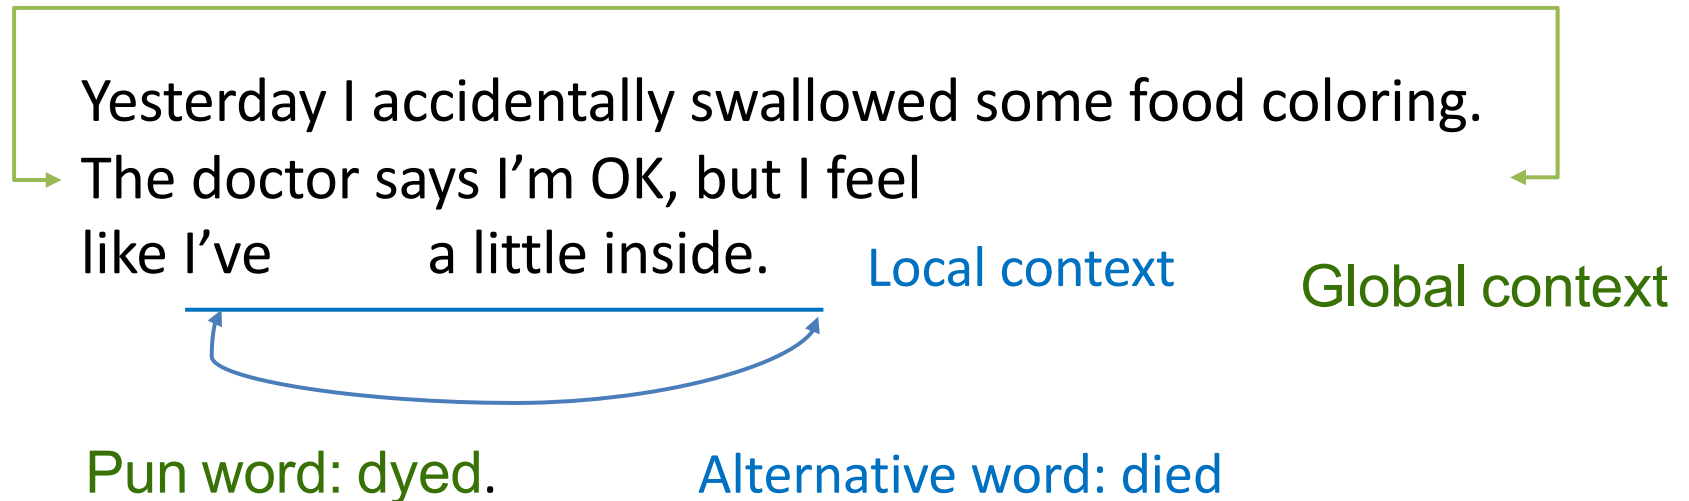 Yesterday I accidentally swallowed some food coloring.
The doctor says I’m OK, but I feel
like I’ve a little inside.
Local context
Global context
Pun word: dyed.
Alternative word: died